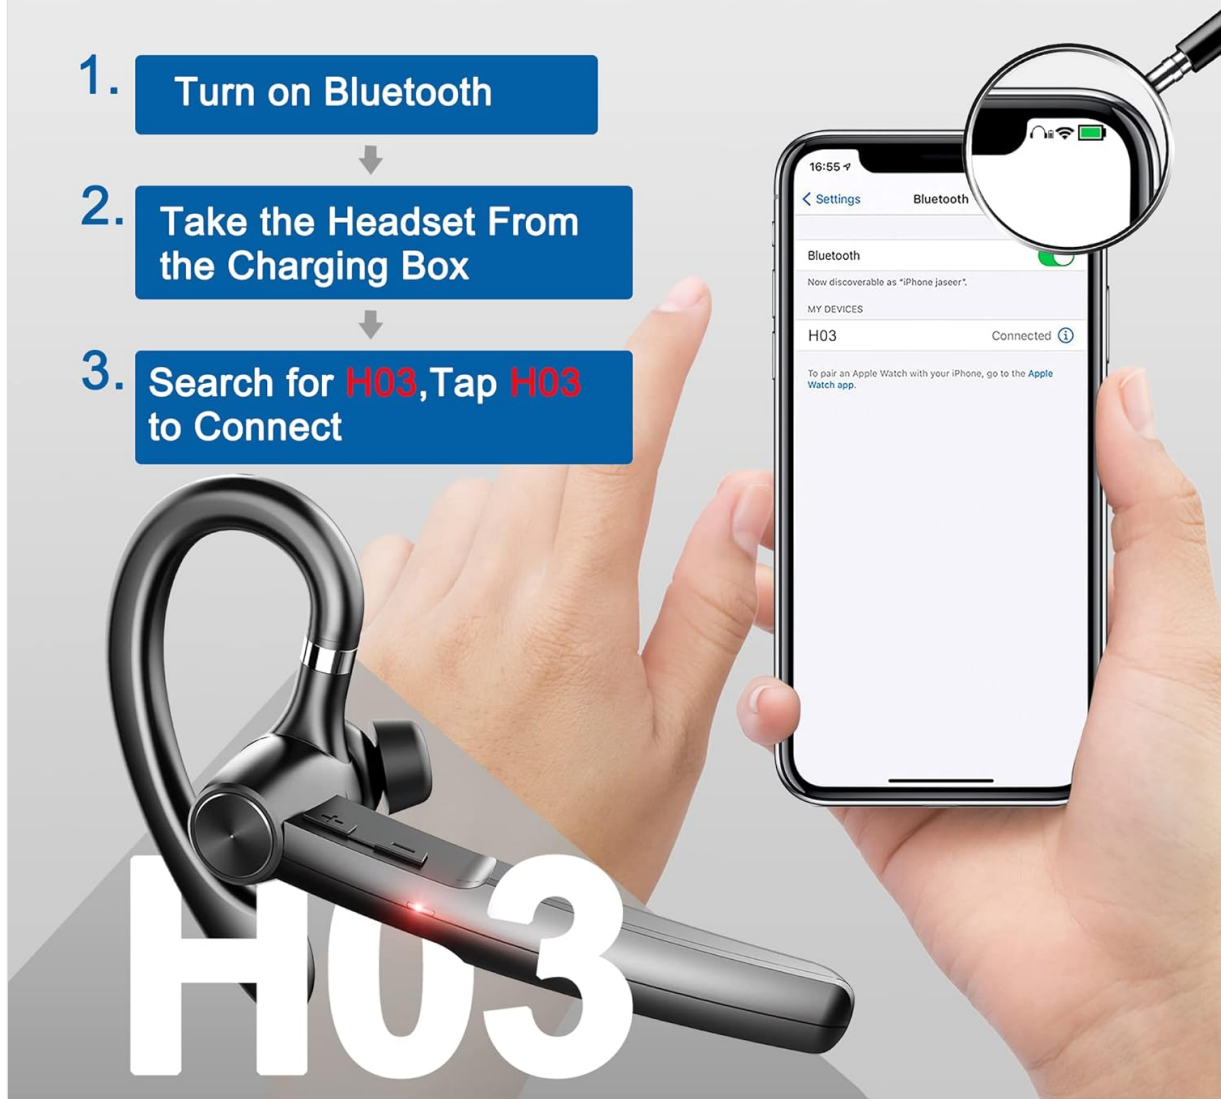 1.
Turn on Bluetooth
2.
Take the Headset From
the Charging Box
3.
Search for H03,Tap H03
to Connect
16:55
Settings
Bluetooth
Bluetooth
Now discoverable as “iPhone jaseer”.
MY DEVICES
H03
Connected
To pair an Apple Watch with your iPhone, go to the Apple
Watch app.
+
−
H03